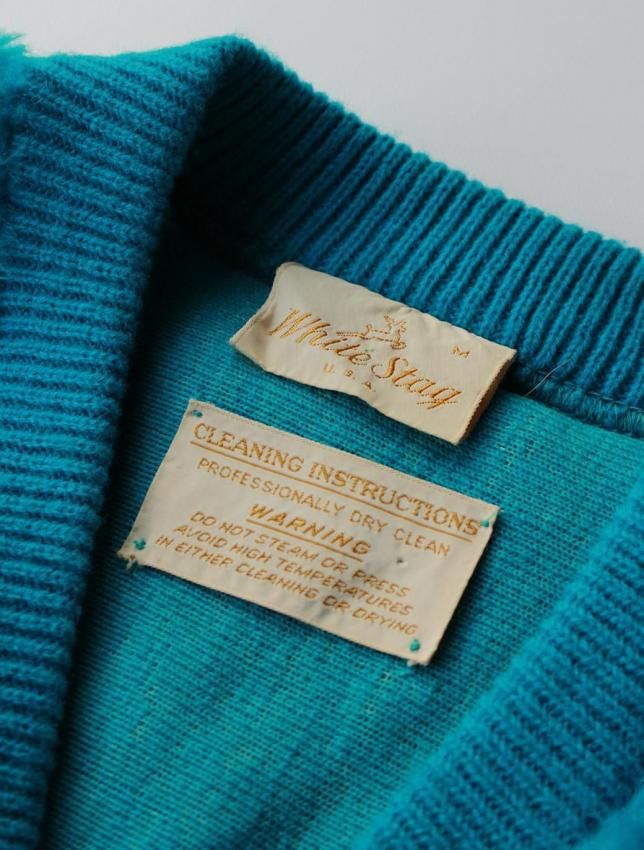 M
White Stag
U.S.A.
CLEANING INSTRUCTIONS
PROFESSIONALLY DRY CLEAN
WARNING
DO NOT STEAM OR PRESS
AVOID HIGH TEMPERATURES
IN EITHER CLEANING OR DRYING